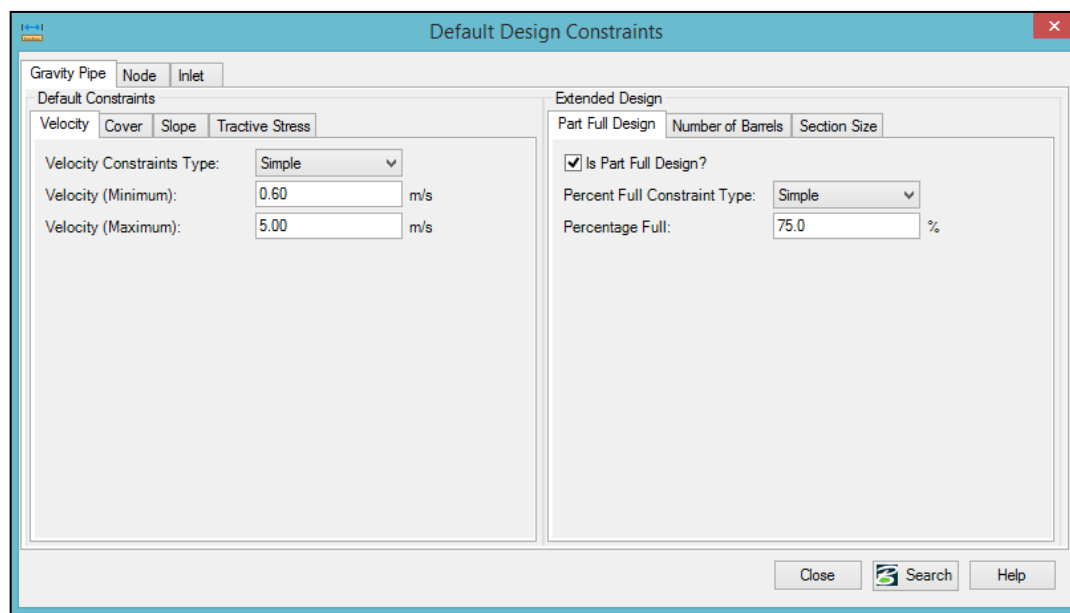 Default Design Constraints
Gravity Pipe Node Inlet
Default Constraints
Velocity Cover Slope Tractive Stress
Velocity Constraints Type: Simple
Velocity (Minimum): 0.60 m/s
Velocity (Maximum): 5.00 m/s
Extended Design
Part Full Design Number of Barrels Section Size
Is Part Full Design?
Percent Full Constraint Type: Simple
Percentage Full: 75.0 %
Close Search Help